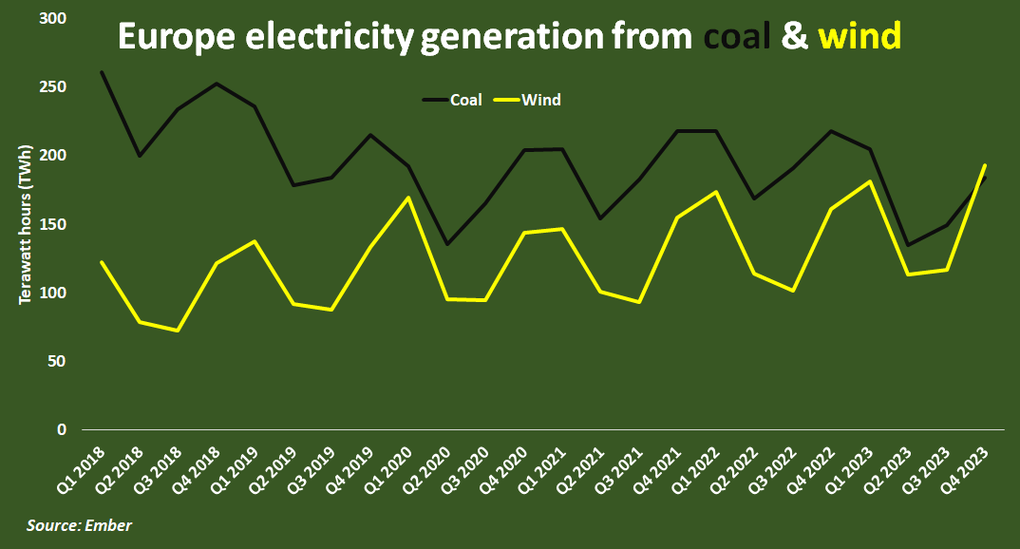 Europe electricity generation from coal & wind
Coal
Wind
Terawatt hours (TWh)
300
250
200
150
100
50
0
Q1 2018
Q2 2018
Q3 2018
Q4 2018
Q1 2019
Q2 2019
Q3 2019
Q4 2019
Q1 2020
Q2 2020
Q3 2020
Q4 2020
Q1 2021
Q2 2021
Q3 2021
Q4 2021
Q1 2022
Q2 2022
Q3 2022
Q4 2022
Q1 2023
Q2 2023
Q3 2023
Q4 2023
Source: Ember